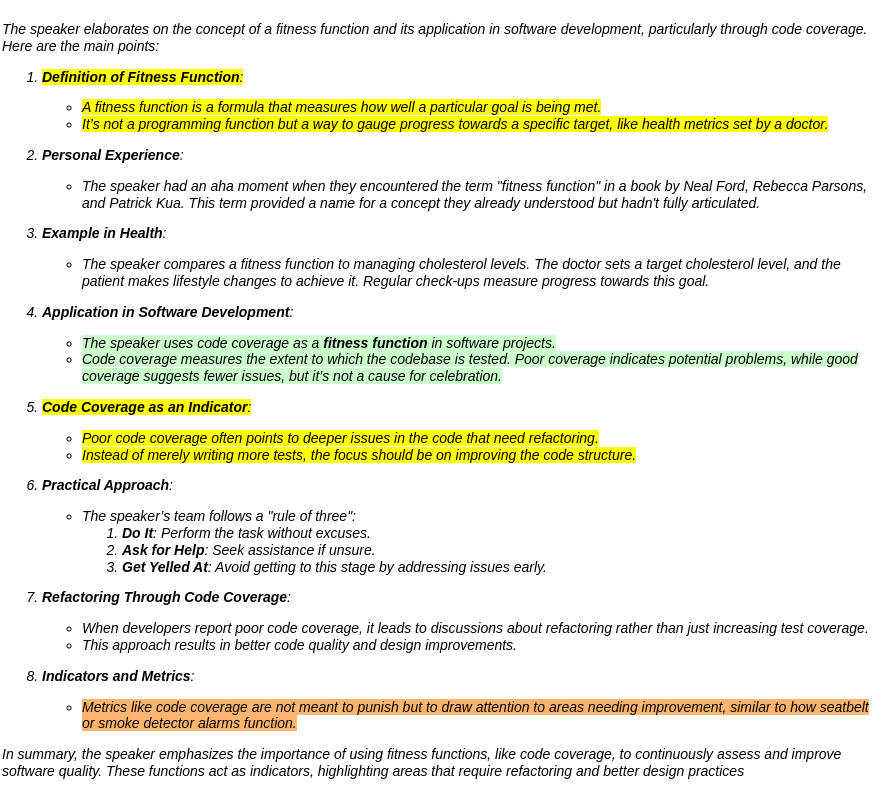 The speaker elaborates on the concept of a fitness function and its application in software development, particularly through code coverage.
Here are the main points:
1. Definition of Fitness Function:
◦ A fitness function is a formula that measures how well a particular goal is being met.
◦ It’s not a programming function but a way to gauge progress towards a specific target, like health metrics set by a doctor.
2. Personal Experience:
◦ The speaker had an aha moment when they encountered the term "fitness function" in a book by Neal Ford, Rebecca Parsons,
and Patrick Kua. This term provided a name for a concept they already understood but hadn't fully articulated.
3. Example in Health:
◦ The speaker compares a fitness function to managing cholesterol levels. The doctor sets a target cholesterol level, and the
patient makes lifestyle changes to achieve it. Regular check-ups measure progress towards this goal.
4. Application in Software Development:
◦ The speaker uses code coverage as a fitness function in software projects.
◦ Code coverage measures the extent to which the codebase is tested. Poor coverage indicates potential problems, while good
coverage suggests fewer issues, but it’s not a cause for celebration.
5. Code Coverage as an Indicator:
◦ Poor code coverage often points to deeper issues in the code that need refactoring.
◦ Instead of merely writing more tests, the focus should be on improving the code structure.
6. Practical Approach:
◦ The speaker’s team follows a "rule of three":
1. Do It: Perform the task without excuses.
2. Ask for Help: Seek assistance if unsure.
3. Get Yelled At: Avoid getting to this stage by addressing issues early.
7. Refactoring Through Code Coverage:
◦ When developers report poor code coverage, it leads to discussions about refactoring rather than just increasing test coverage.
◦ This approach results in better code quality and design improvements.
8. Indicators and Metrics:
◦ Metrics like code coverage are not meant to punish but to draw attention to areas needing improvement, similar to how seatbelt
or smoke detector alarms function.
In summary, the speaker emphasizes the importance of using fitness functions, like code coverage, to continuously assess and improve
software quality. These functions act as indicators, highlighting areas that require refactoring and better design practices